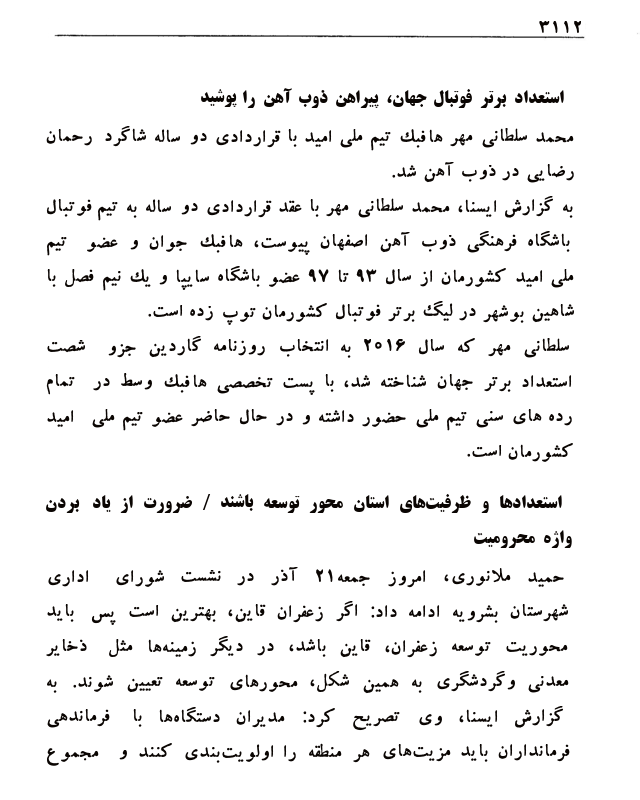 ۳۱۱۲
استعداد برتر فوتبال جهان، پیراهن ذوب آهن را پوشید
محمد سلطانی مهر هافبك تیم ملی امید با قراردادی دو ساله شاگرد رحمان
رضایی در ذوب آهن شد.
به گزارش ایسنا، محمد سلطانی مهر با عقد قراردادی دو ساله به تیم فوتبال
باشگاه فرهنگی ذوب آهن اصفهان پیوست، هافبك جوان و عضو تیم
ملی امید کشورمان از سال ۹۳ تا ۹۷ عضو باشگاه سایپا و یك نیم فصل با
شاهین بوشهر در لیگ برتر فوتبال کشورمان توپ زده است.
سلطانی مهر که سال ۲۰۱۶ به انتخاب روزنامه گاردین جزو شصت
استعداد برتر جهان شناخته شد، با پست تخصصی هافبك وسط در تمام
رده های سنی تیم ملی حضور داشته و در حال حاضر عضو تیم ملی امید
کشورمان است.
استعدادها و ظرفیت‌های استان محور توسعه باشند / ضرورت از یاد بردن
واژه محرومیت
حمید ملانوری، امروز جمعه۲۱ آذر در نشست شورای اداری
شهرستان بشرویه ادامه داد: اگر زعفران قاین، بهترین است پس باید
محوریت توسعه زعفران، قاین باشد، در دیگر زمینه‌ها مثل ذخایر
معدنی وگردشگری به همین شکل، محورهای توسعه تعیین شوند. به
گزارش ایسنا، وی تصریح کرد: مدیران دستگاه‌ها با فرماندهی
فرمانداران باید مزیت‌های هر منطقه را اولویت‌بندی کنند و مجموع